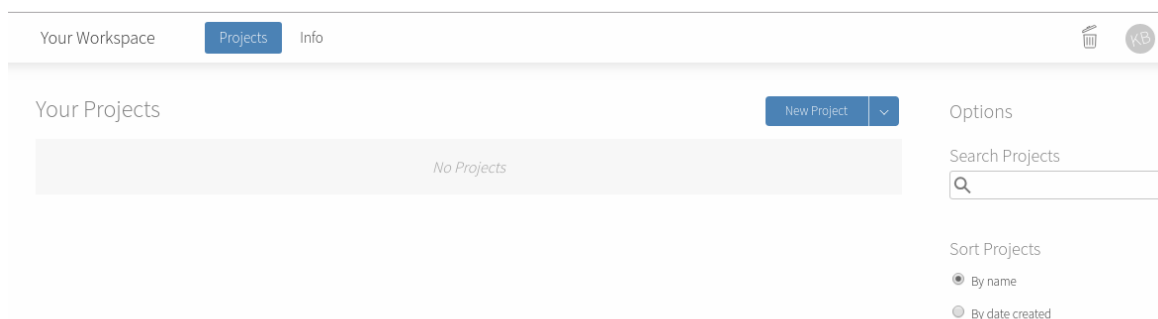 Your Workspace Projects Info KB
Your Projects New Project
No Projects
Options
Search Projects
Sort Projects
By name
By date created